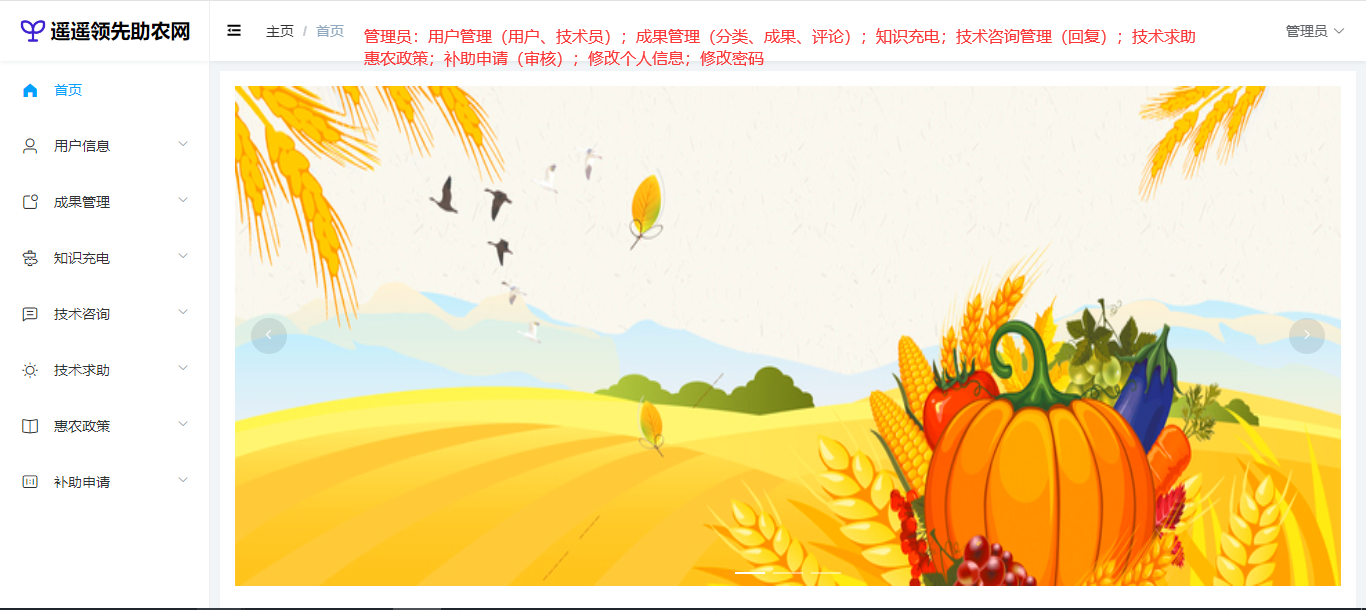 遥遥领先助农网
主页 / 首页
管理员：用户管理（用户、技术员）；成果管理（分类、成果、评论）；知识充电；技术咨询管理（回复）；技术求助
惠农政策；补助申请（审核）；修改个人信息；修改密码
管理员
首页
用户信息
成果管理
知识充电
技术咨询
技术求助
惠农政策
补助申请